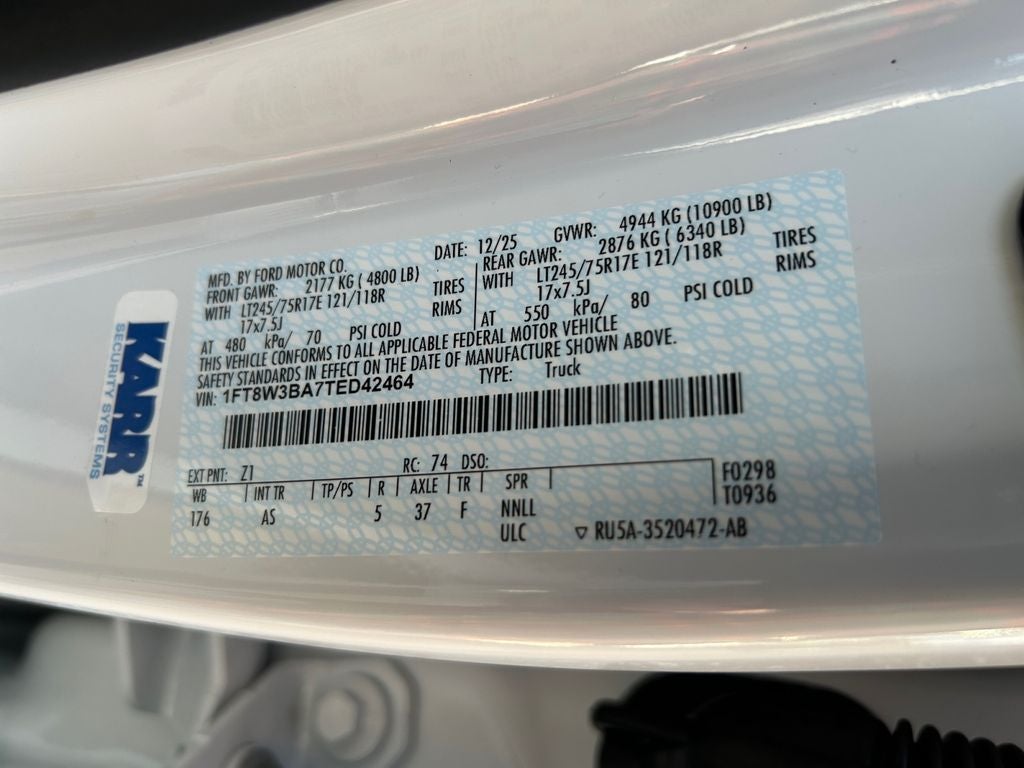 MFD. BY FORD MOTOR CO. DATE: 12/25 GVWR: 4944 KG (10900 LB)
FRONT GAWR: 2177 KG ( 4800 LB) REAR GAWR: 2876 KG ( 6340 LB)
WITH LT245/75R17E 121/118R TIRES WITH LT245/75R17E 121/118R TIRES
17x7.5J RIMS 17x7.5J RIMS
AT 480 kPa/ 70 PSI COLD AT 550 kPa/ 80 PSI COLD
THIS VEHICLE CONFORMS TO ALL APPLICABLE FEDERAL MOTOR VEHICLE
SAFETY STANDARDS IN EFFECT ON THE DATE OF MANUFACTURE SHOWN ABOVE.
VIN: 1FT8W3BA7TED42464 TYPE: Truck
EXT PNT: Z1 RC: 74 DSO:
WB INT TR TP/PS R AXLE TR SPR F0298
176 AS 5 37 F NNLL T0936
ULC ▽ RU5A-3520472-AB
KARR™
SECURITY SYSTEMS